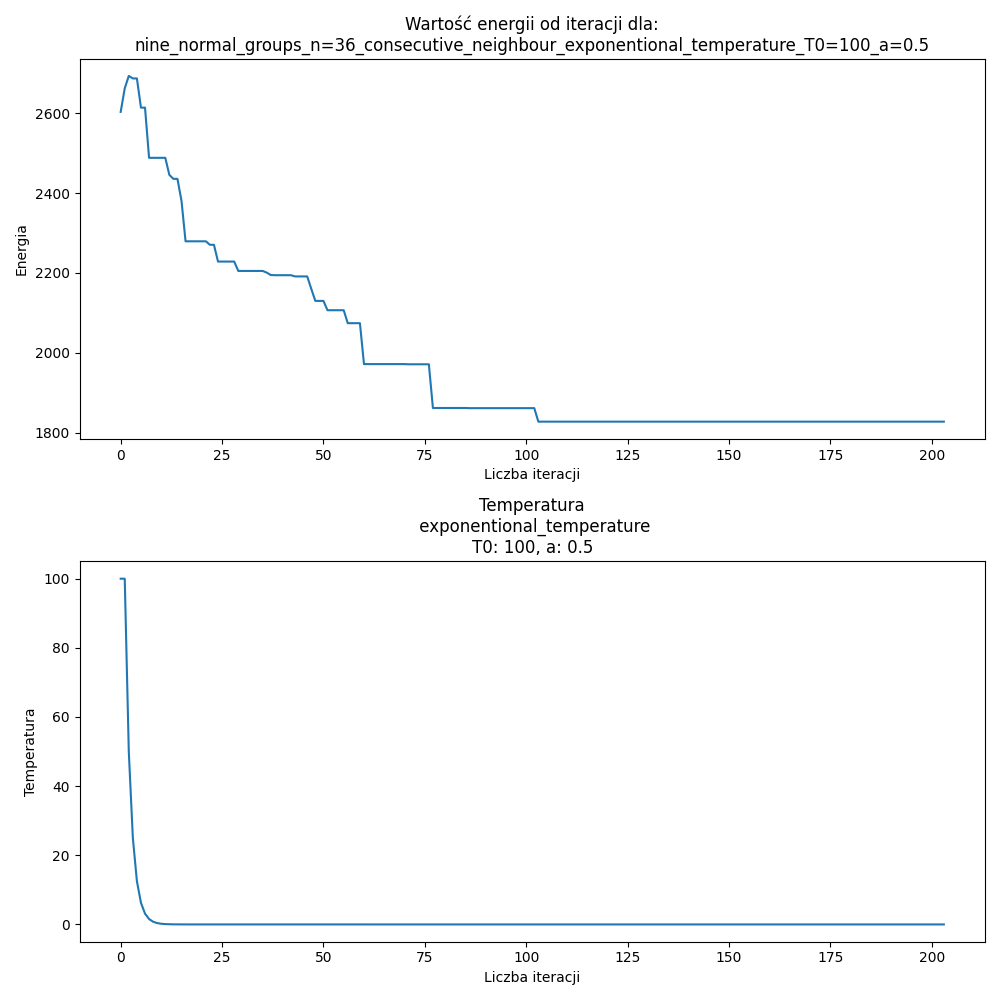 Wartość energii od iteracji dla:
nine_normal_groups_n=36_consecutive_neighbour_exponentional_temperature_T0=100_a=0.5
2600
2400
2200
2000
1800
Energia
0 25 50 75 100 125 150 175 200
Liczba iteracji
Temperatura
exponentional_temperature
T0: 100, a: 0.5
100
80
60
40
20
0
Temperatura
0 25 50 75 100 125 150 175 200
Liczba iteracji